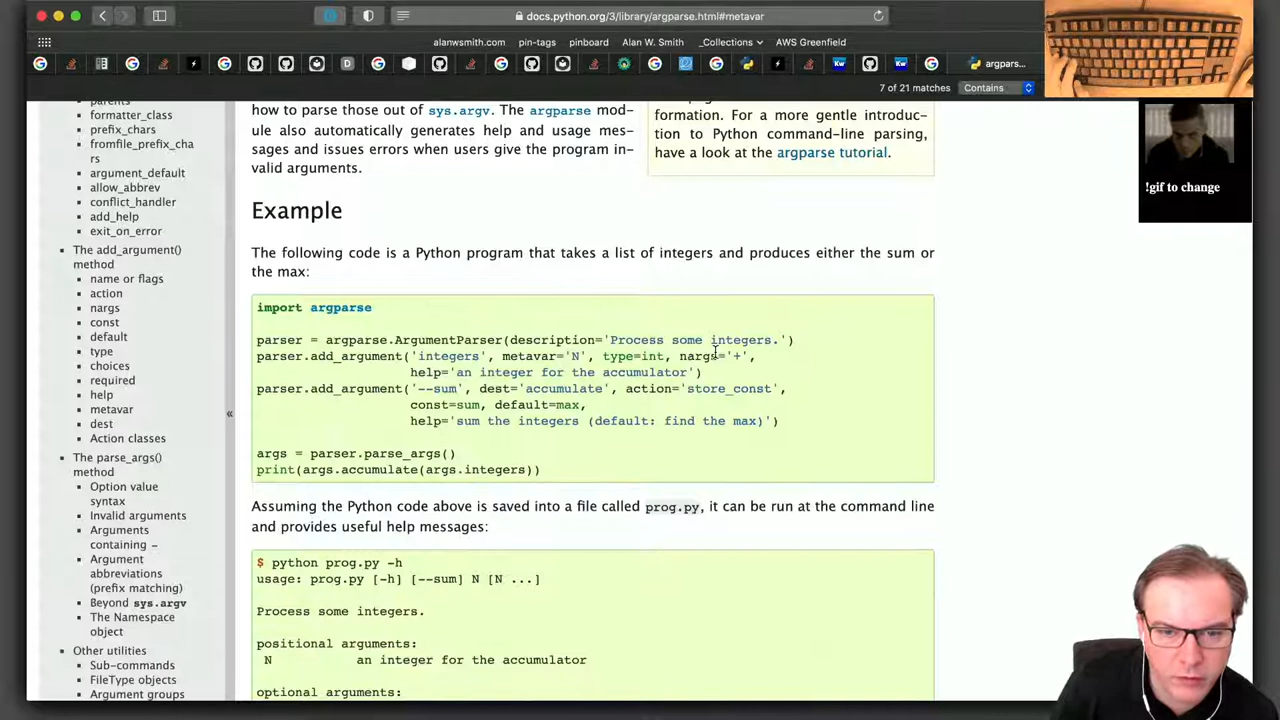 docs.python.org/3/library/argparse.html#metavar
alanwsmith.com pin-tags pinboard Alan W. Smith _Collections AWS Greenfield
argpars...
7 of 21 matches Contains
parents
formatter_class
prefix_chars
fromfile_prefix_cha
rs
argument_default
allow_abbrev
conflict_handler
add_help
exit_on_error
The add_argument()
method
name or flags
action
nargs
const
default
type
choices
required
help
metavar
dest
Action classes
The parse_args()
method
Option value
syntax
Invalid arguments
Arguments
containing -
Argument
abbreviations
(prefix matching)
Beyond sys.argv
The Namespace
object
Other utilities
Sub-commands
FileType objects
Argument groups
«
how to parse those out of sys.argv. The argparse mod-
ule also automatically generates help and usage mes-
sages and issues errors when users give the program in-
valid arguments.
formation. For a more gentle introduc-
tion to Python command-line parsing,
have a look at the argparse tutorial.
Example
The following code is a Python program that takes a list of integers and produces either the sum or
the max:
import argparse
parser = argparse.ArgumentParser(description='Process some integers.')
parser.add_argument('integers', metavar='N', type=int, nargs='+',
help='an integer for the accumulator')
parser.add_argument('--sum', dest='accumulate', action='store_const',
const=sum, default=max,
help='sum the integers (default: find the max)')
args = parser.parse_args()
print(args.accumulate(args.integers))
Assuming the Python code above is saved into a file called prog.py, it can be run at the command line
and provides useful help messages:
$ python prog.py -h
usage: prog.py [-h] [--sum] N [N ...]
Process some integers.
positional arguments:
N an integer for the accumulator
optional arguments:
!gif to change